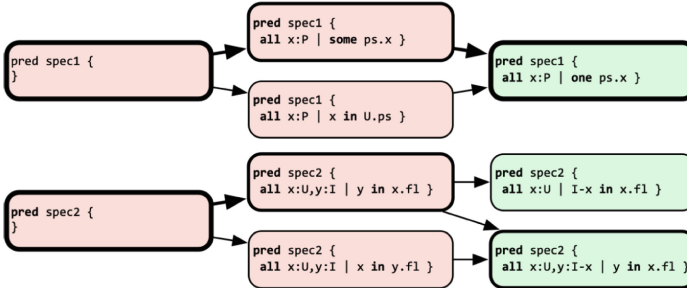 pred spec1 {
}
pred spec1 {
all x:P | some ps.x }
pred spec1 {
all x:P | x in U.ps }
pred spec1 {
all x:P | one ps.x }
pred spec2 {
}
pred spec2 {
all x:U,y:I | y in x.fl }
pred spec2 {
all x:U,y:I | x in y.fl }
pred spec2 {
all x:U | I-x in x.fl }
pred spec2 {
all x:U,y:I-x | y in x.fl }